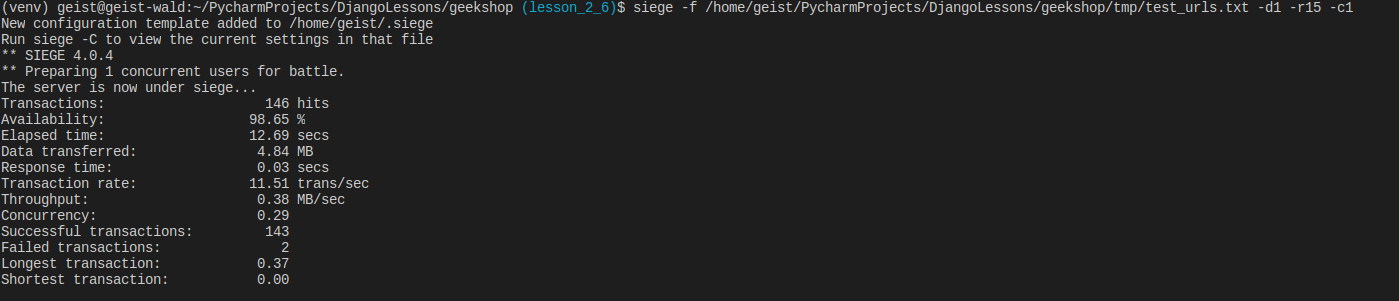 (venv) geist@geist-wald:~/PycharmProjects/DjangoLessons/geekshop (lesson_2_6)$ siege -f /home/geist/PycharmProjects/DjangoLessons/geekshop/tmp/test_urls.txt -d1 -r15 -c1
New configuration template added to /home/geist/.siege
Run siege -C to view the current settings in that file
** SIEGE 4.0.4
** Preparing 1 concurrent users for battle.
The server is now under siege...
Transactions:                    146 hits
Availability:                  98.65 %
Elapsed time:                  12.69 secs
Data transferred:               4.84 MB
Response time:                  0.03 secs
Transaction rate:              11.51 trans/sec
Throughput:                     0.38 MB/sec
Concurrency:                    0.29
Successful transactions:         143
Failed transactions:               2
Longest transaction:            0.37
Shortest transaction:           0.00